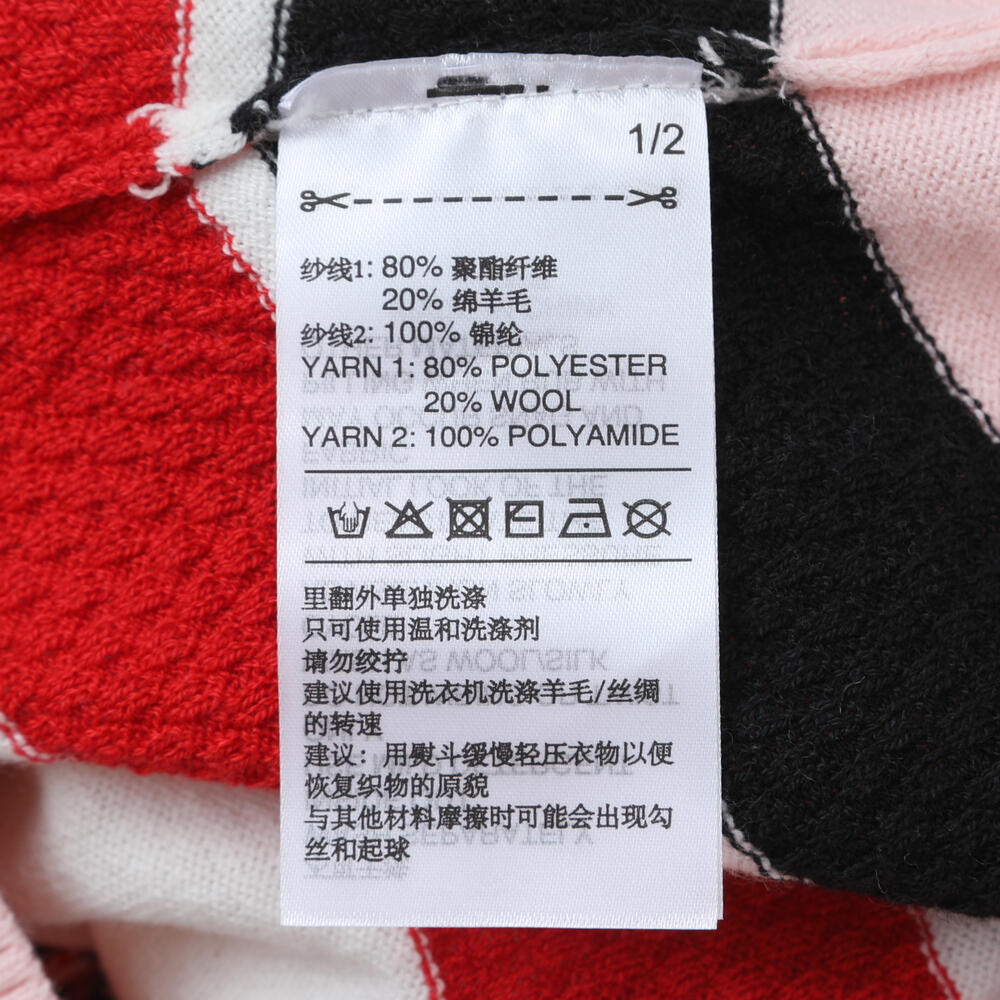 1/2
纱线1: 80% 聚酯纤维
20% 绵羊毛
纱线2: 100% 锦纶
YARN 1: 80% POLYESTER
20% WOOL
YARN 2: 100% POLYAMIDE
里翻外单独洗涤
只可使用温和洗涤剂
请勿绞拧
建议使用洗衣机洗涤羊毛/丝绸
的转速
建议：用熨斗缓慢轻压衣物以便
恢复织物的原貌
与其他材料摩擦时可能会出现勾
丝和起球